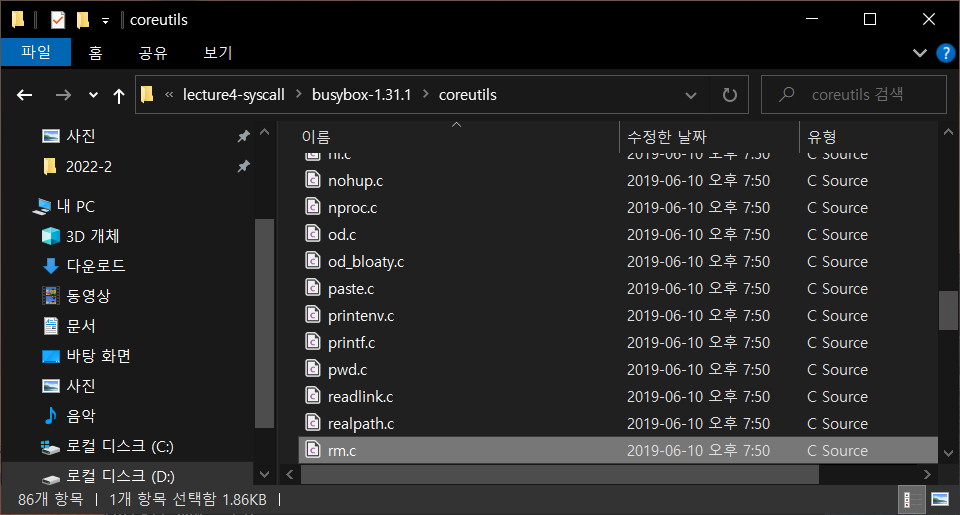 coreutils
파일 홈 공유 보기
« lecture4-syscall > busybox-1.31.1 > coreutils
coreutils 검색
사진
2022-2
내 PC
3D 개체
다운로드
동영상
문서
바탕 화면
사진
음악
로컬 디스크 (C:)
로컬 디스크 (D:)
이름 수정한 날짜 유형
nl.c 2019-06-10 오후 7:50 C Source
nohup.c 2019-06-10 오후 7:50 C Source
nproc.c 2019-06-10 오후 7:50 C Source
od.c 2019-06-10 오후 7:50 C Source
od_bloaty.c 2019-06-10 오후 7:50 C Source
paste.c 2019-06-10 오후 7:50 C Source
printenv.c 2019-06-10 오후 7:50 C Source
printf.c 2019-06-10 오후 7:50 C Source
pwd.c 2019-06-10 오후 7:50 C Source
readlink.c 2019-06-10 오후 7:50 C Source
realpath.c 2019-06-10 오후 7:50 C Source
rm.c 2019-06-10 오후 7:50 C Source
86개 항목 | 1개 항목 선택함 1.86KB |